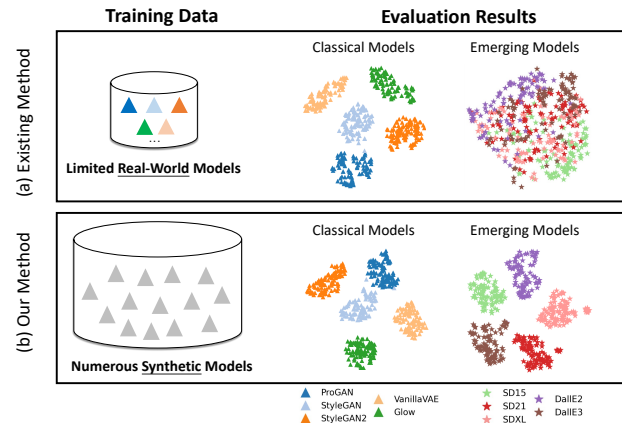 Training Data
Evaluation Results
(a) Existing Method
Classical Models
Emerging Models
...
Limited Real-World Models
(b) Our Method
Classical Models
Emerging Models
Numerous Synthetic Models
ProGAN
StyleGAN
StyleGAN2
VanillaVAE
Glow
SD15
SD21
SDXL
DallE2
DallE3